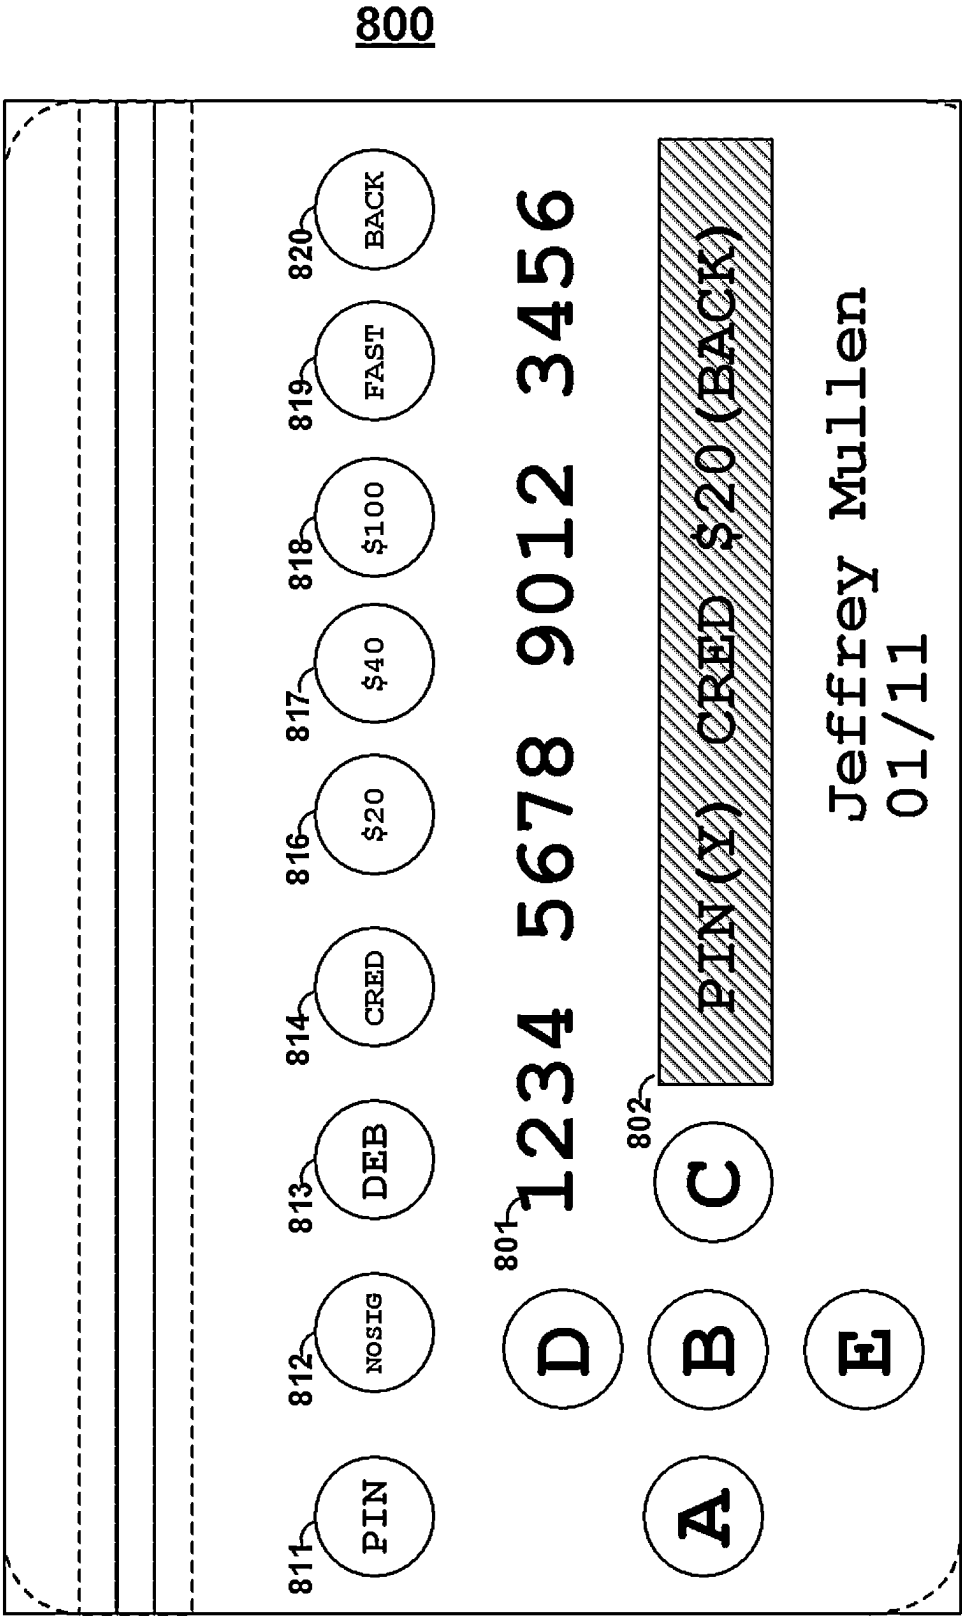 800
811 812 813 814 816 817 818 819 820
PIN NOSIG DEB CRED $20 $40 $100 FAST BACK
801
D 1234 5678 9012 3456
802
A B C PIN(Y) CRED $20(BACK)
E Jeffrey Mullen
01/11